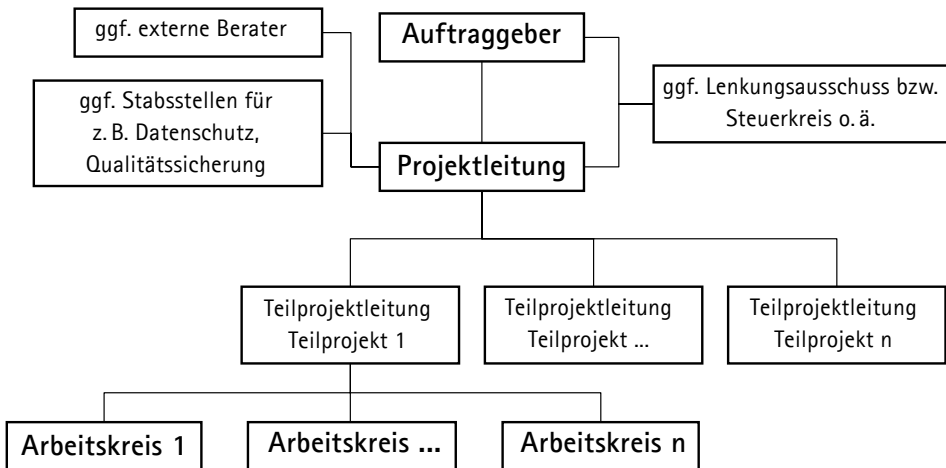 ggf. externe Berater
Auftraggeber
ggf. Stabsstellen für
z. B. Datenschutz,
Qualitätssicherung
ggf. Lenkungsausschuss bzw.
Steuerkreis o. ä.
Projektleitung
Teilprojektleitung
Teilprojekt 1
Teilprojektleitung
Teilprojekt ...
Teilprojektleitung
Teilprojekt n
Arbeitskreis 1
Arbeitskreis ...
Arbeitskreis n